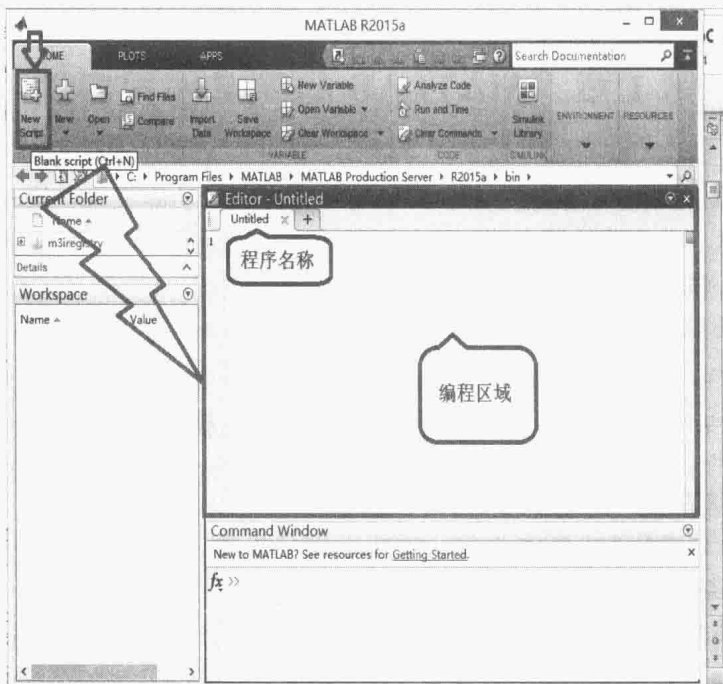 MATLAB R2015a
HOME PLOTS APPS Search Documentation
New Script New Open Find Files Compare Import Data Save Workspace New Variable Open Variable Clear Workspace Analyze Code Run and Time Clear Commands Simulink Library ENVIRONMENT RESOURCES
VARIABLE CODE SIMULINK
Blank script (Ctrl+N)
C: Program Files MATLAB MATLAB Production Server R2015a bin
Current Folder
Name
m3iregistry
Details
Workspace
Name Value
Editor - Untitled
Untitled
1
程序名称
编程区域
Command Window
New to MATLAB? See resources for Getting Started.
fx >>